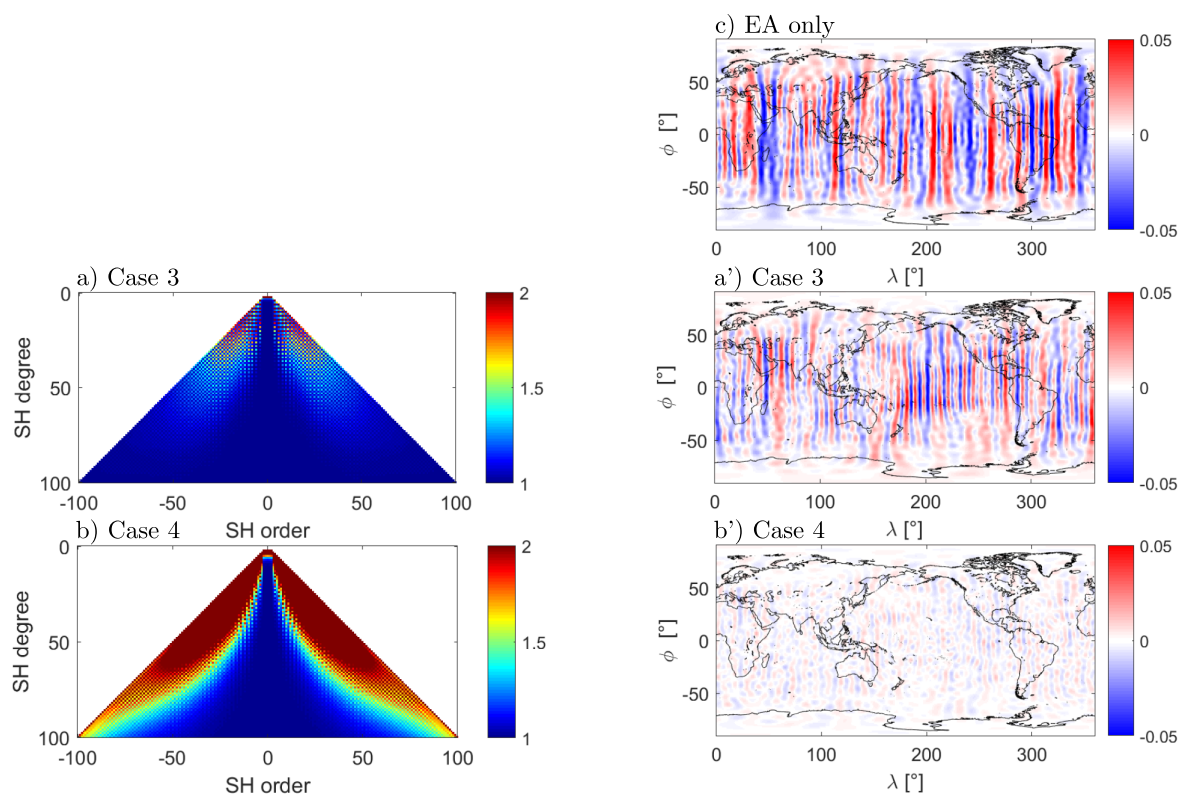 c) EA only
50
0
-50
ϕ [°]
0 100 200 300
λ [°]
0.05
0
-0.05
a) Case 3
0
50
100
SH degree
-100 -50 0 50 100
SH order
2
1.5
1
a') Case 3
50
0
-50
ϕ [°]
0 100 200 300
λ [°]
0.05
0
-0.05
b) Case 4
0
50
100
SH degree
-100 -50 0 50 100
SH order
2
1.5
1
b') Case 4
50
0
-50
ϕ [°]
0 100 200 300
λ [°]
0.05
0
-0.05